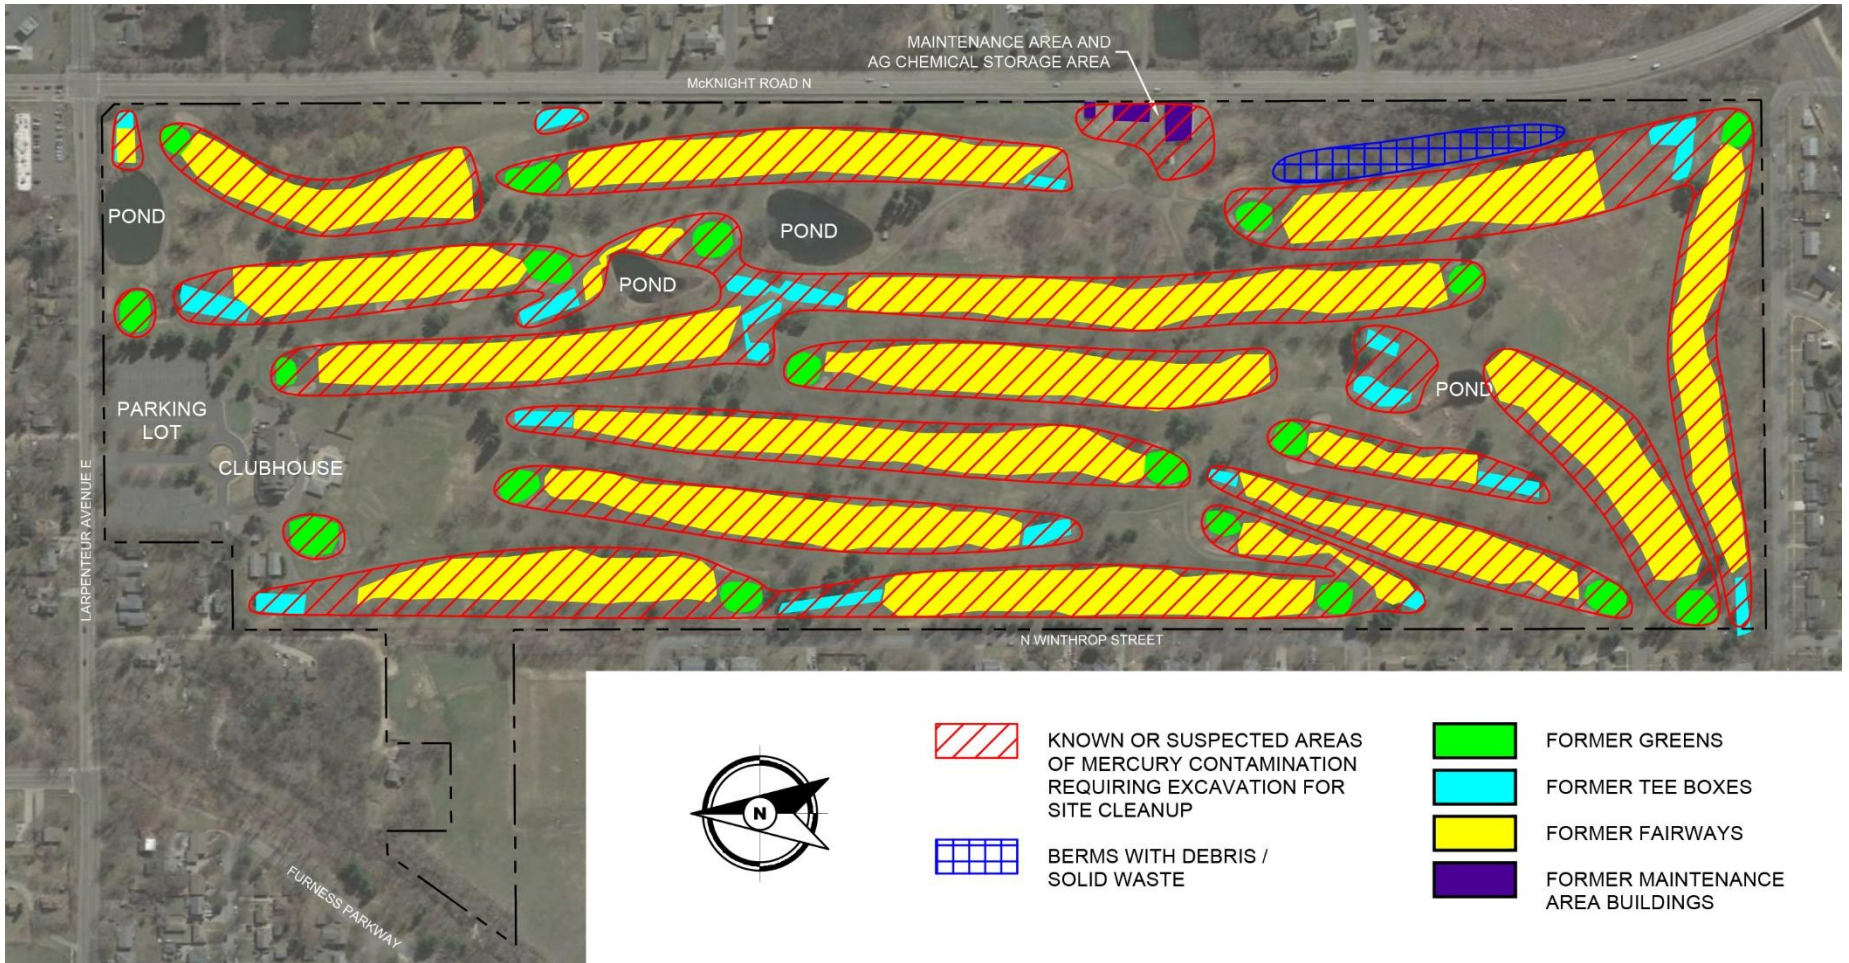 MAINTENANCE AREA AND
AG CHEMICAL STORAGE AREA
McKNIGHT ROAD N
POND
POND
POND
POND
PARKING
LOT
CLUBHOUSE
LARPENTEUR AVENUE E
N WINTHROP STREET
FURNESS PARKWAY
N
KNOWN OR SUSPECTED AREAS
OF MERCURY CONTAMINATION
REQUIRING EXCAVATION FOR
SITE CLEANUP
BERMS WITH DEBRIS /
SOLID WASTE
FORMER GREENS
FORMER TEE BOXES
FORMER FAIRWAYS
FORMER MAINTENANCE
AREA BUILDINGS